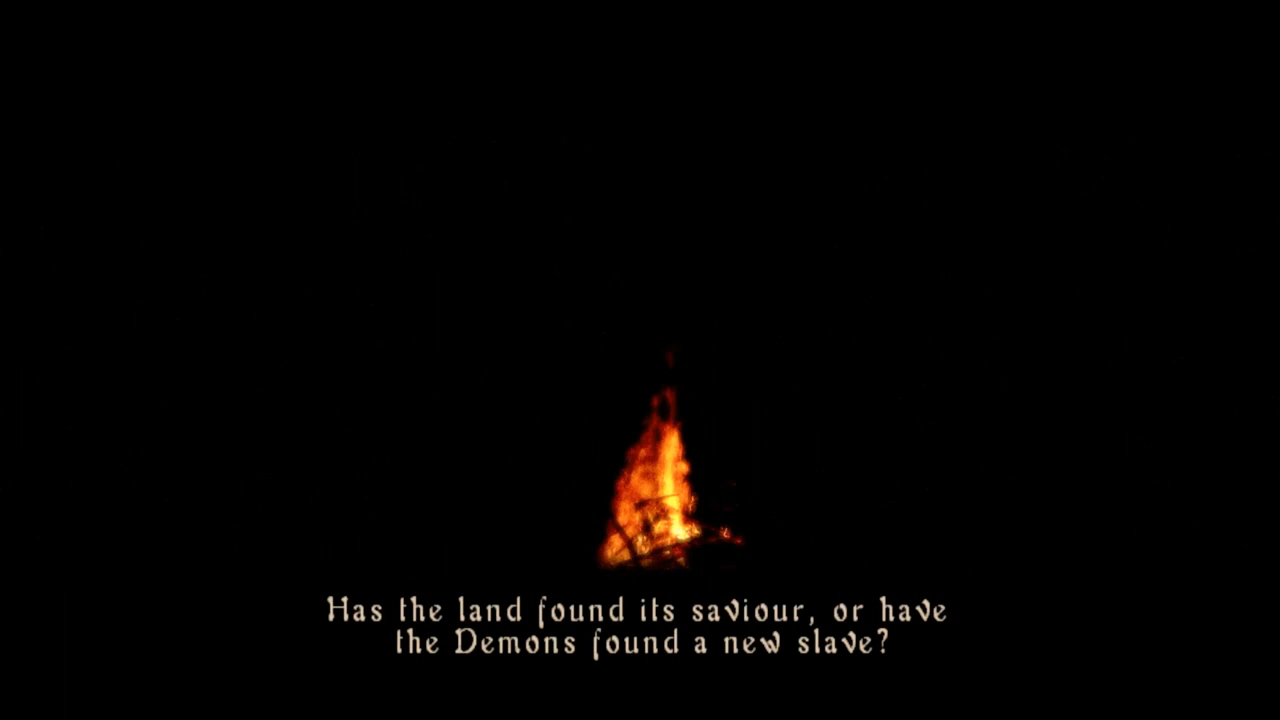 Has the land found its saviour, or have
the Demons found a new slave?